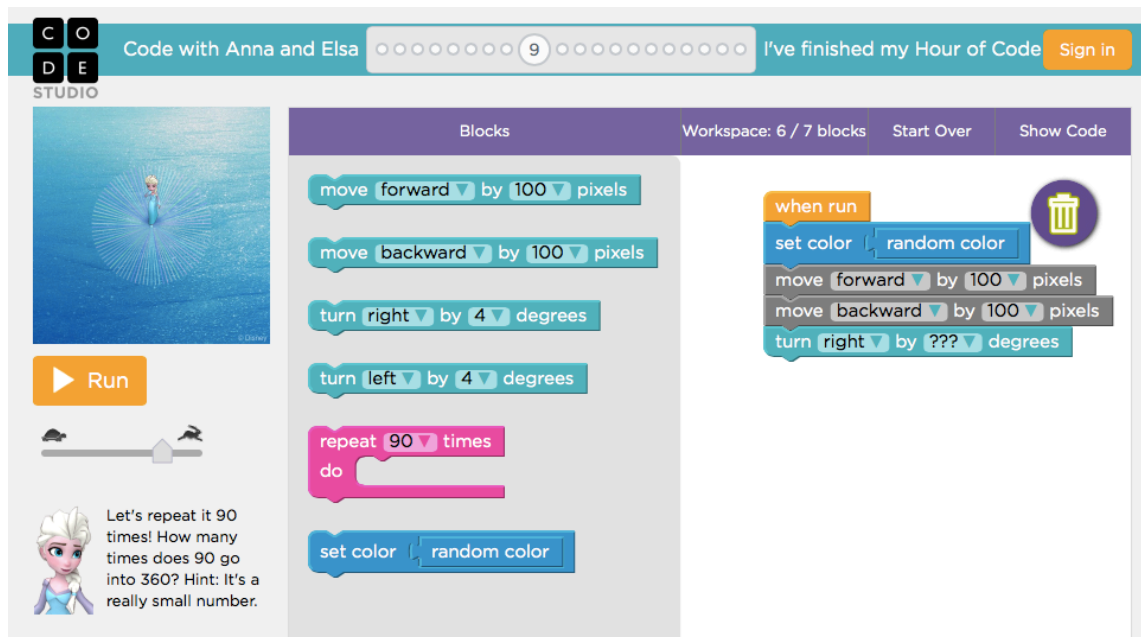 CODE
STUDIO
Code with Anna and Elsa
9
I've finished my Hour of Code
Sign in
© Disney
Run
Let's repeat it 90
times! How many
times does 90 go
into 360? Hint: It's a
really small number.
Blocks
move forward by 100 pixels
move backward by 100 pixels
turn right by 4 degrees
turn left by 4 degrees
repeat 90 times
do
set color random color
Workspace: 6 / 7 blocks
Start Over
Show Code
when run
set color random color
move forward by 100 pixels
move backward by 100 pixels
turn right by ??? degrees